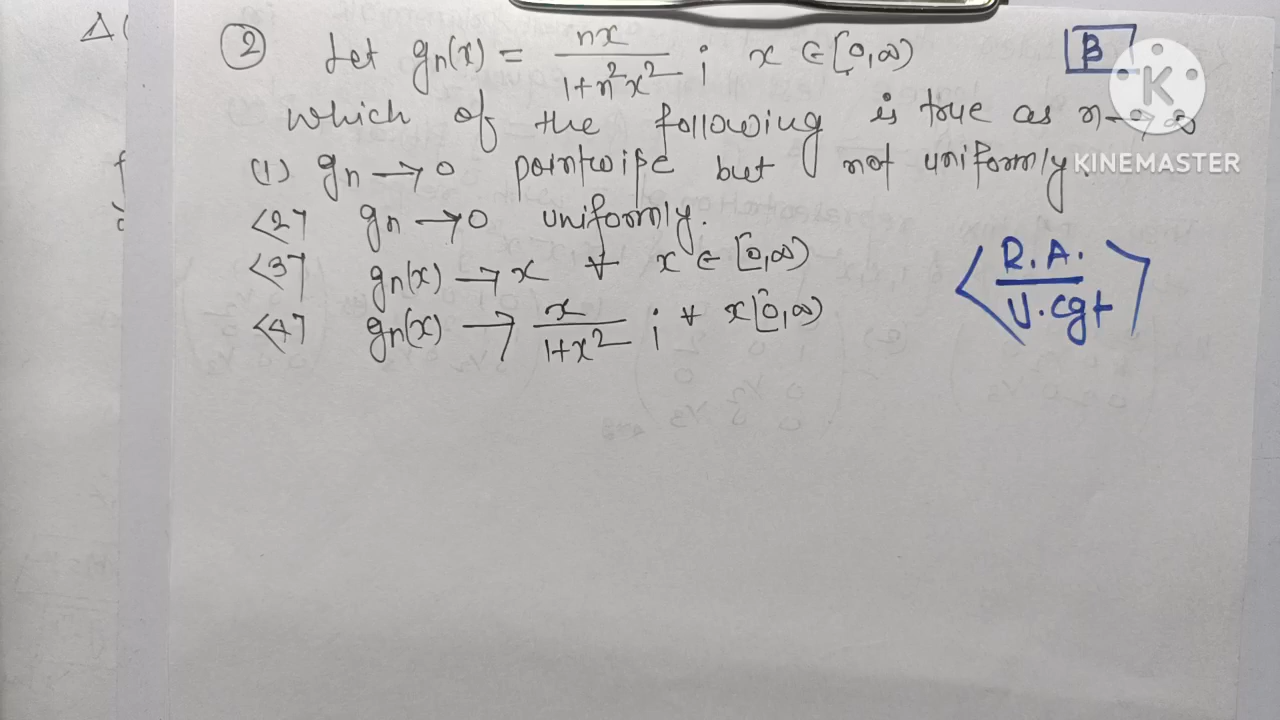 Δ(
② Let gn(x) = nx / 1+n²x² ; x ∈ [0,∞) B
which of the following is true as n→∞
(1) gn → 0 pointwise but not uniformly.
KINEMASTER
<2> gn → 0 uniformly.
<3> gn(x) → x ∀ x ∈ [0,∞)
<4> gn(x) → x / 1+x² ; ∀ x[0,∞)
< R.A. / U.cgt >